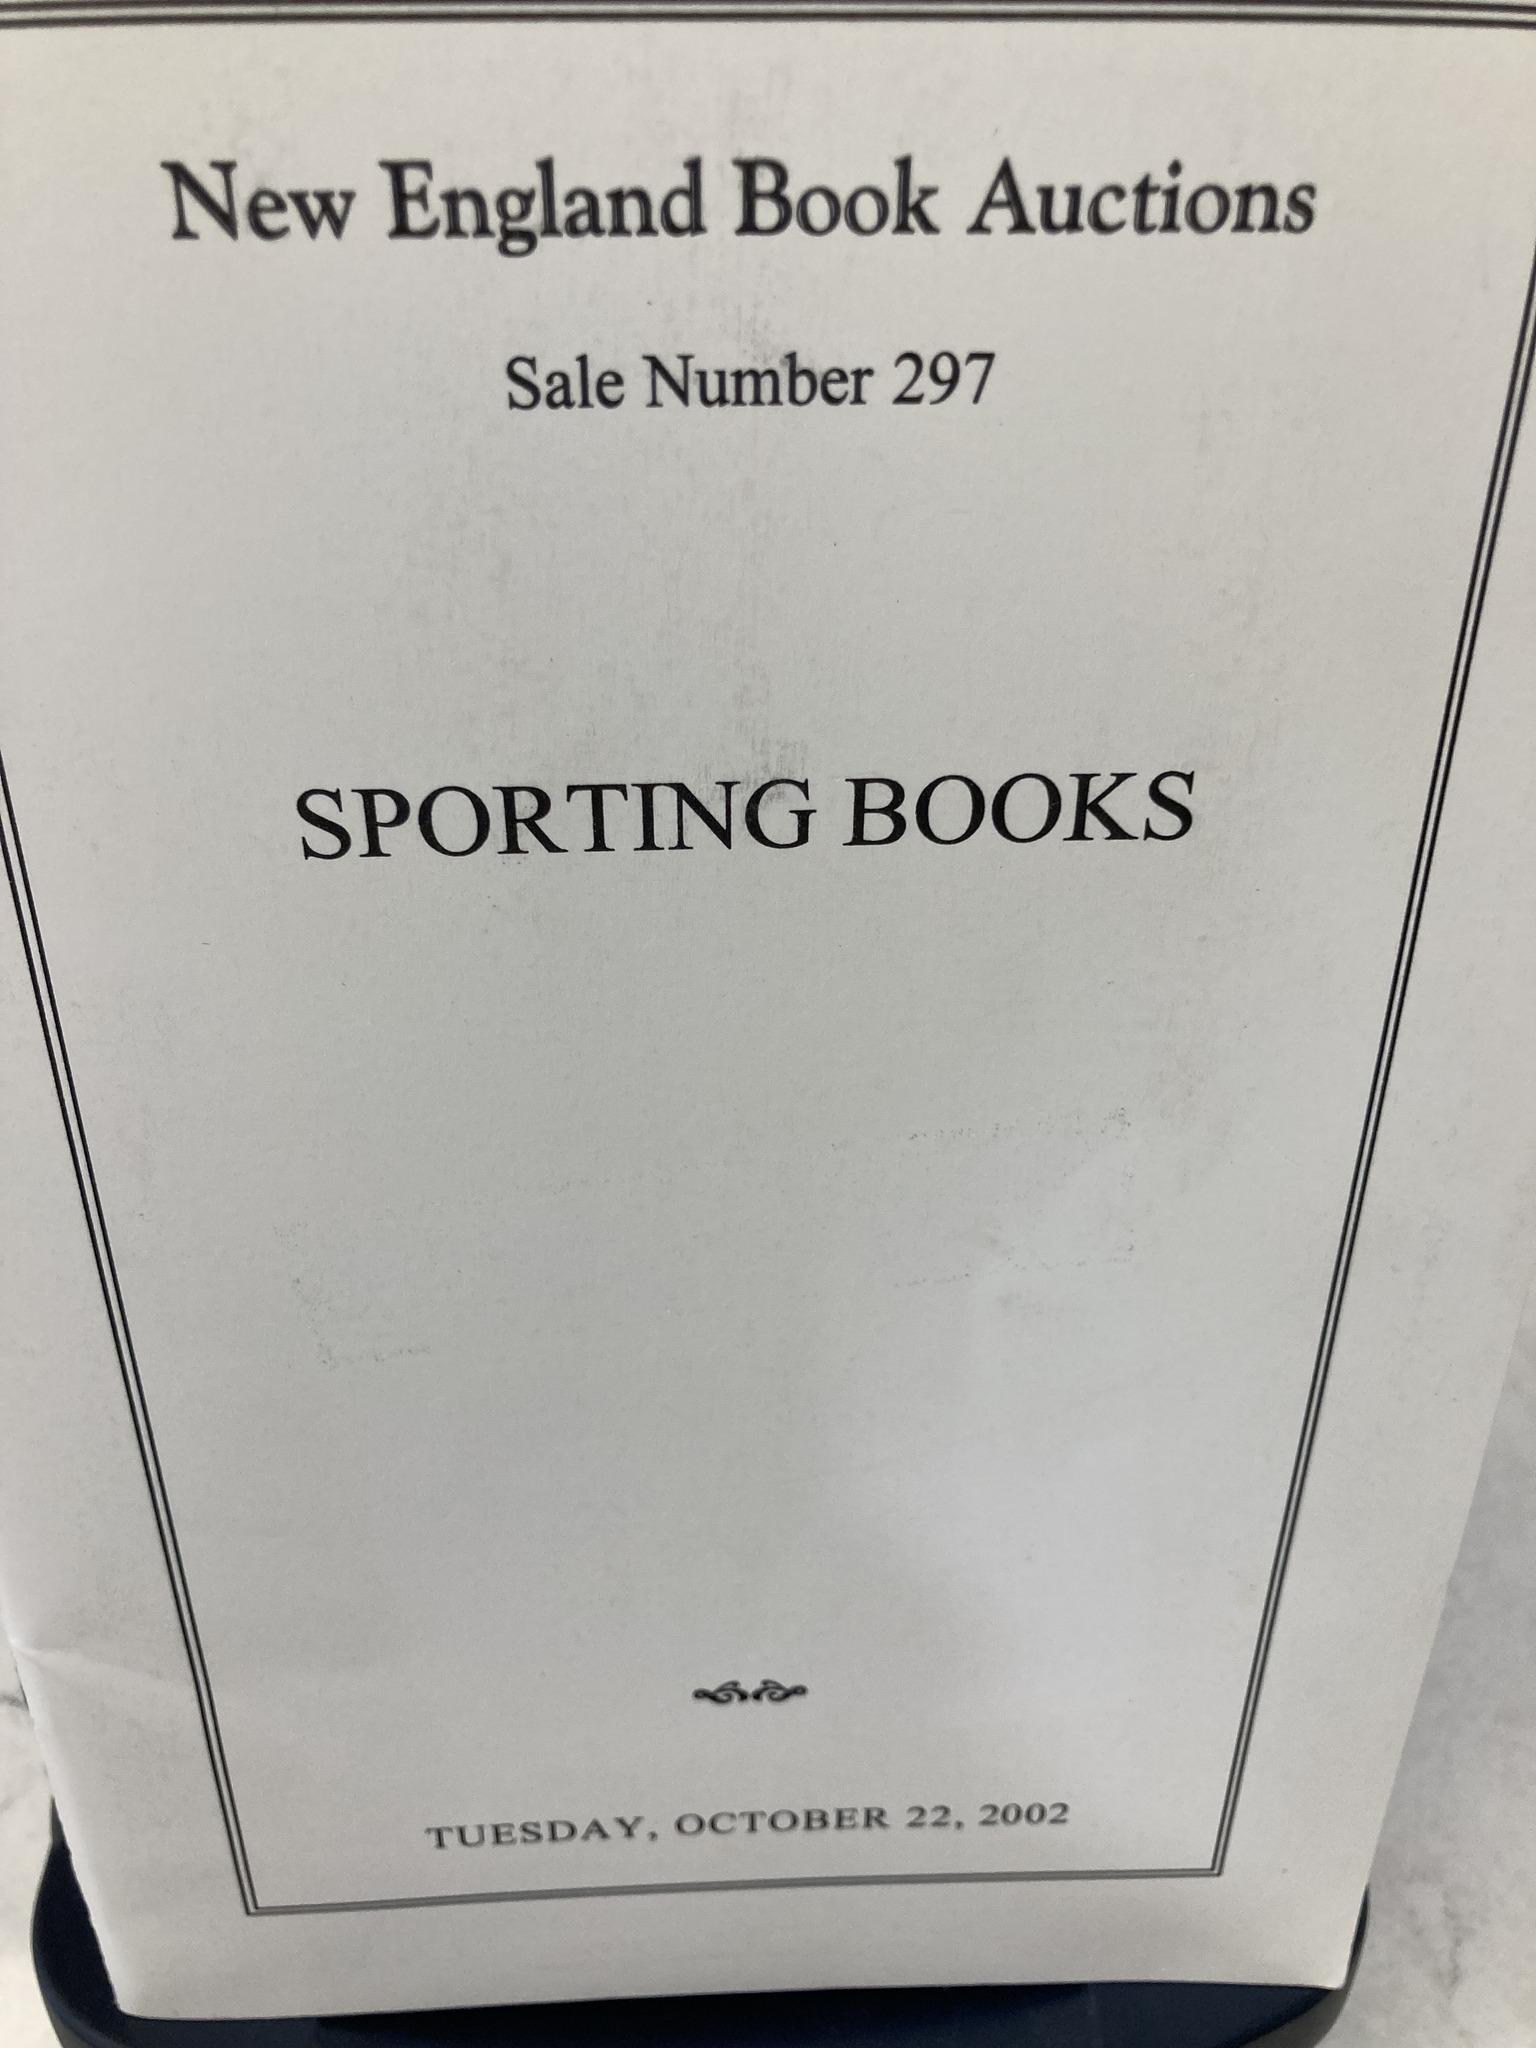 New England Book Auctions
Sale Number 297
SPORTING BOOKS
TUESDAY, OCTOBER 22, 2002